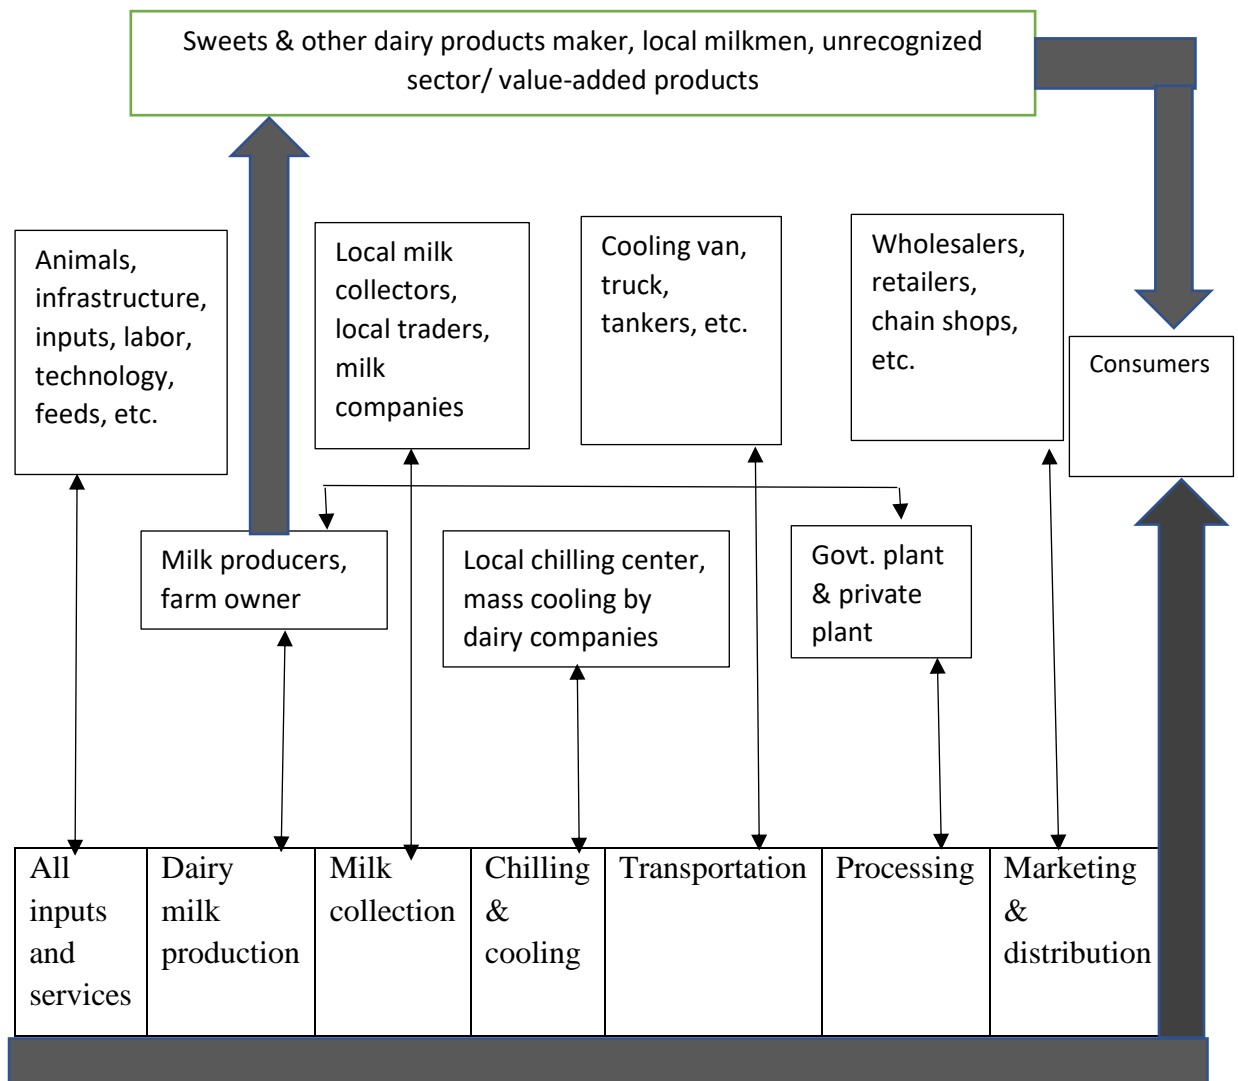 Sweets & other dairy products maker, local milkmen, unrecognized
sector/ value-added products
Animals,
infrastructure,
inputs, labor,
technology,
feeds, etc.
Local milk
collectors,
local traders,
milk
companies
Cooling van,
truck,
tankers, etc.
Wholesalers,
retailers,
chain shops,
etc.
Consumers
Milk producers,
farm owner
Local chilling center,
mass cooling by
dairy companies
Govt. plant
& private
plant
All
inputs
and
services
Dairy
milk
production
Milk
collection
Chilling
&
cooling
Transportation
Processing
Marketing
&
distribution